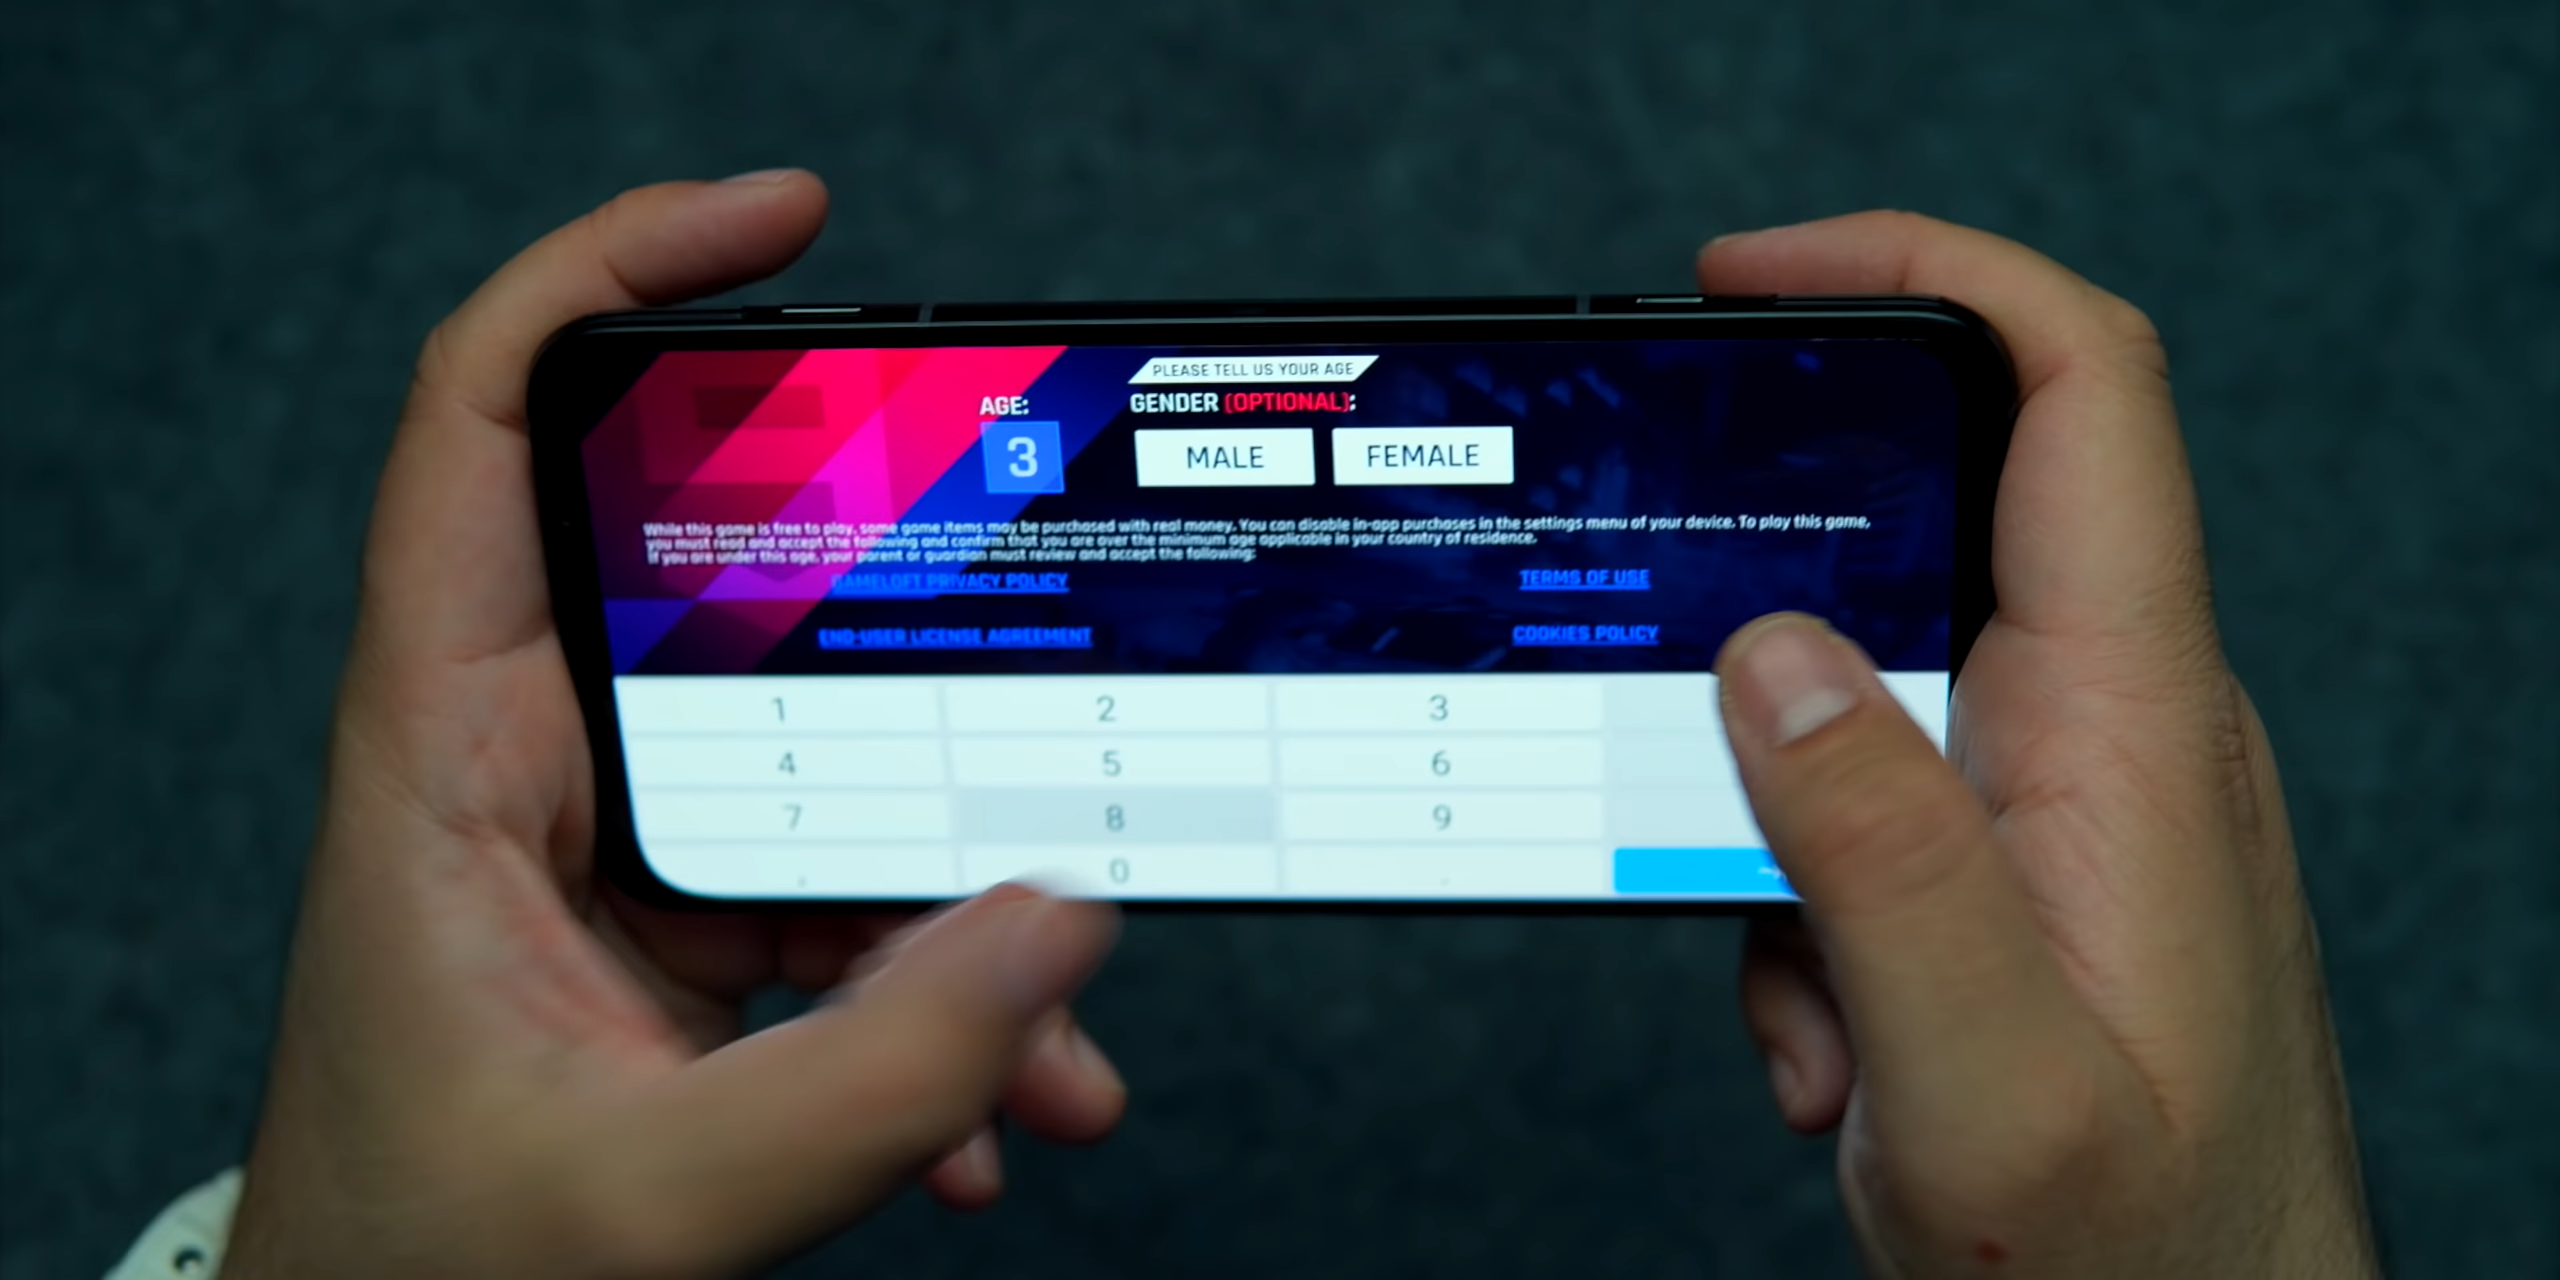 PLEASE TELL US YOUR AGE
AGE:
GENDER (OPTIONAL):
3
MALE
FEMALE
While this game is free to play, some game items may be purchased with real money. You can disable in-app purchases in the settings menu of your device. To play this game,
you must read and accept the following and confirm that you are over the minimum age applicable in your country of residence.
If you are under this age, your parent or guardian must review and accept the following:
GAMELOFT PRIVACY POLICY
TERMS OF USE
END-USER LICENSE AGREEMENT
COOKIES POLICY
1 2 3
4 5 6
7 8 9
, 0 .